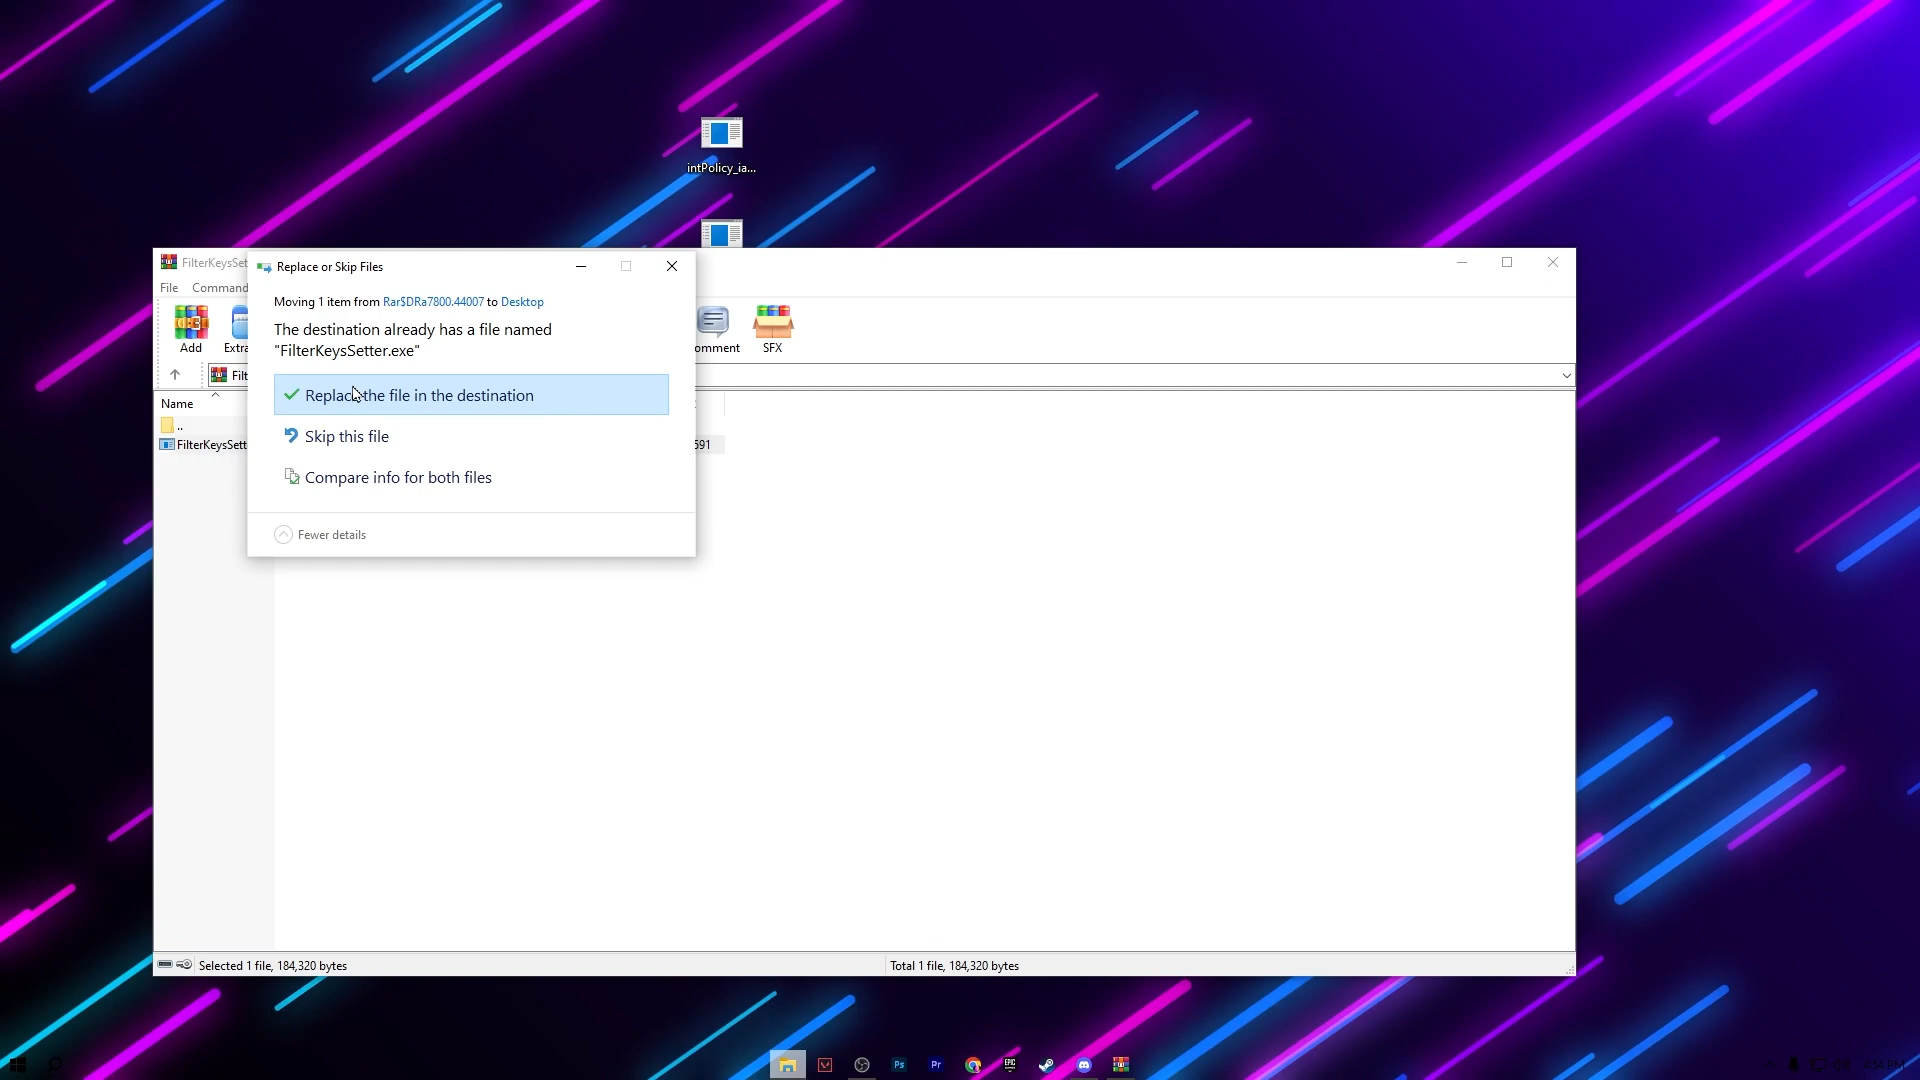 intPolicy_ia...
FilterKeysSet
Replace or Skip Files
File
Command
Moving 1 item from Rar$DRa7800.44007 to Desktop
The destination already has a file named
"FilterKeysSetter.exe"
Add
Extra
omment
SFX
Filt
Replace the file in the destination
Name
..
Skip this file
FilterKeysSett
591
Compare info for both files
Fewer details
Selected 1 file, 184,320 bytes
Total 1 file, 184,320 bytes
Ps
Pr
EPIC